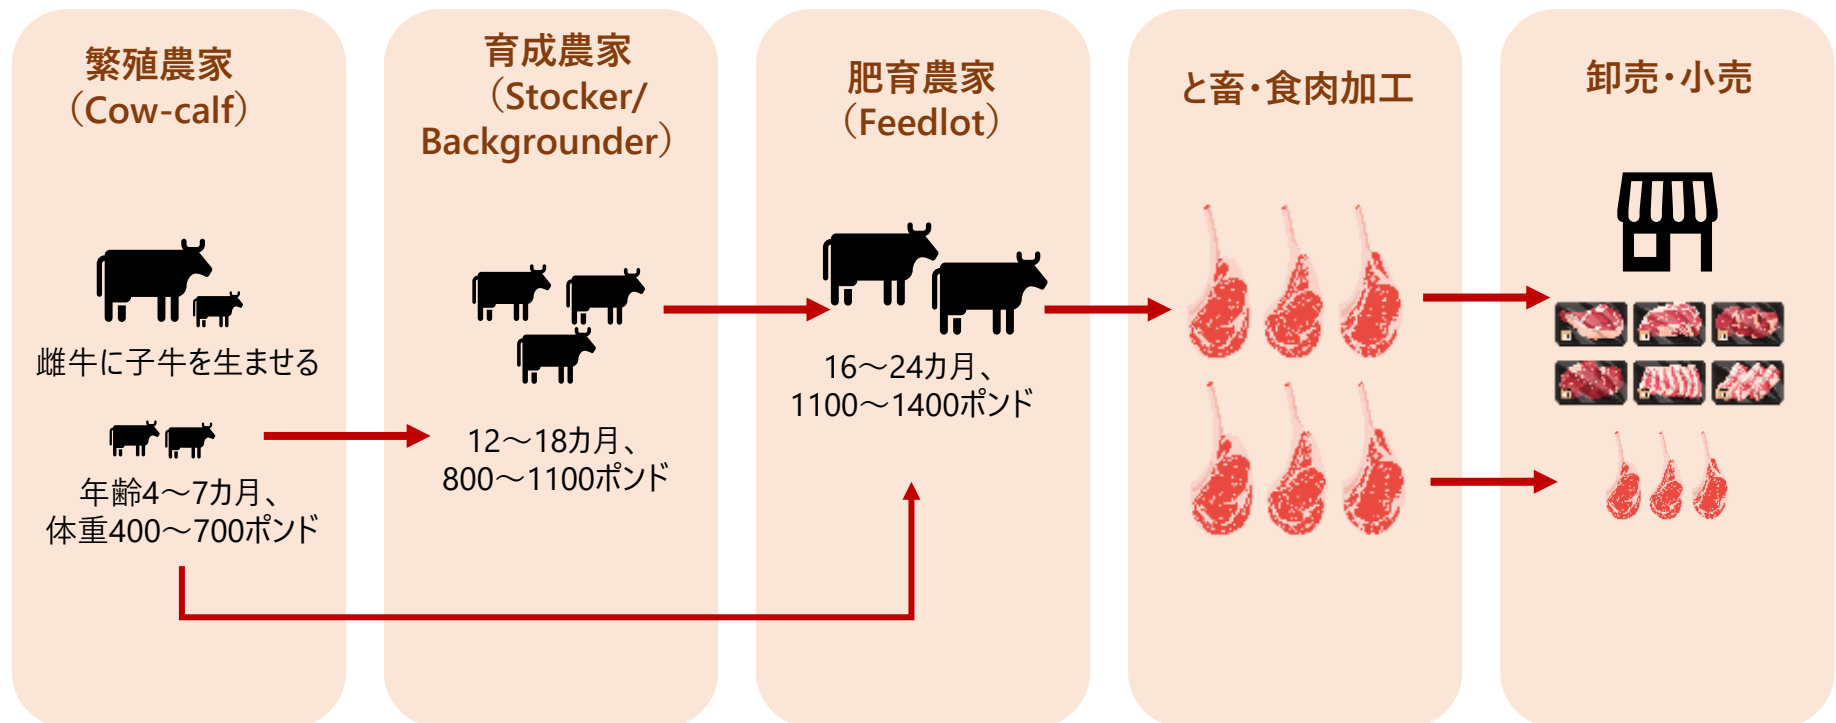 繁殖農家
（Cow-calf）
雌牛に子牛を生ませる
年齢4～7カ月、
体重400～700ポンド
育成農家
（Stocker/
Backgrounder）
12～18カ月、
800～1100ポンド
肥育農家
（Feedlot）
16～24カ月、
1100～1400ポンド
と畜・食肉加工
卸売・小売